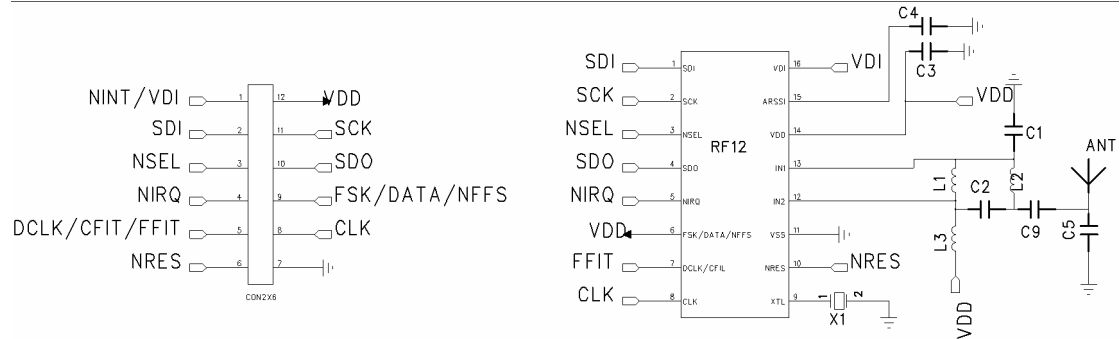 NINT/VDI 1 12 VDD
SDI 2 11 SCK
NSEL 3 10 SDO
NIRQ 4 9 FSK/DATA/NFFS
DCLK/CFIT/FFIT 5 8 CLK
NRES 6 7
CON2X6
C4
SDI 1 SDI VDI 16 VDI
C3
SCK 2 SCK ARSSI 15 VDD
NSEL 3 NSEL VDD 14
RF12
C1
SDO 4 SDO IN1 13
ANT
L1 L2
NIRQ 5 NIRQ IN2 12
C2
C9
C5
VDD 6 FSK/DATA/NFFS VSS 11
L3
FFIT 7 DCLK/CFIL NRES 10 NRES
CLK 8 CLK XTL 9 1 2
X1
VDD